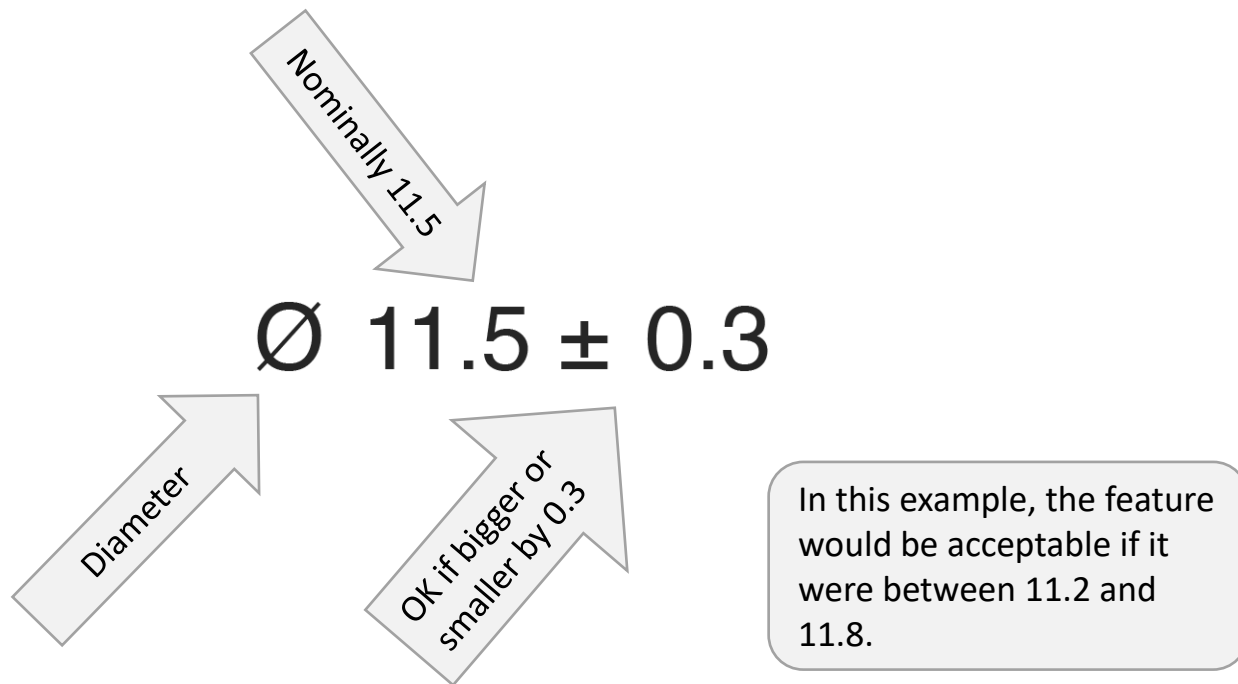 Nominally 11.5
Ø 11.5 ± 0.3
Diameter
OK if bigger or
smaller by 0.3
In this example, the feature
would be acceptable if it
were between 11.2 and
11.8.